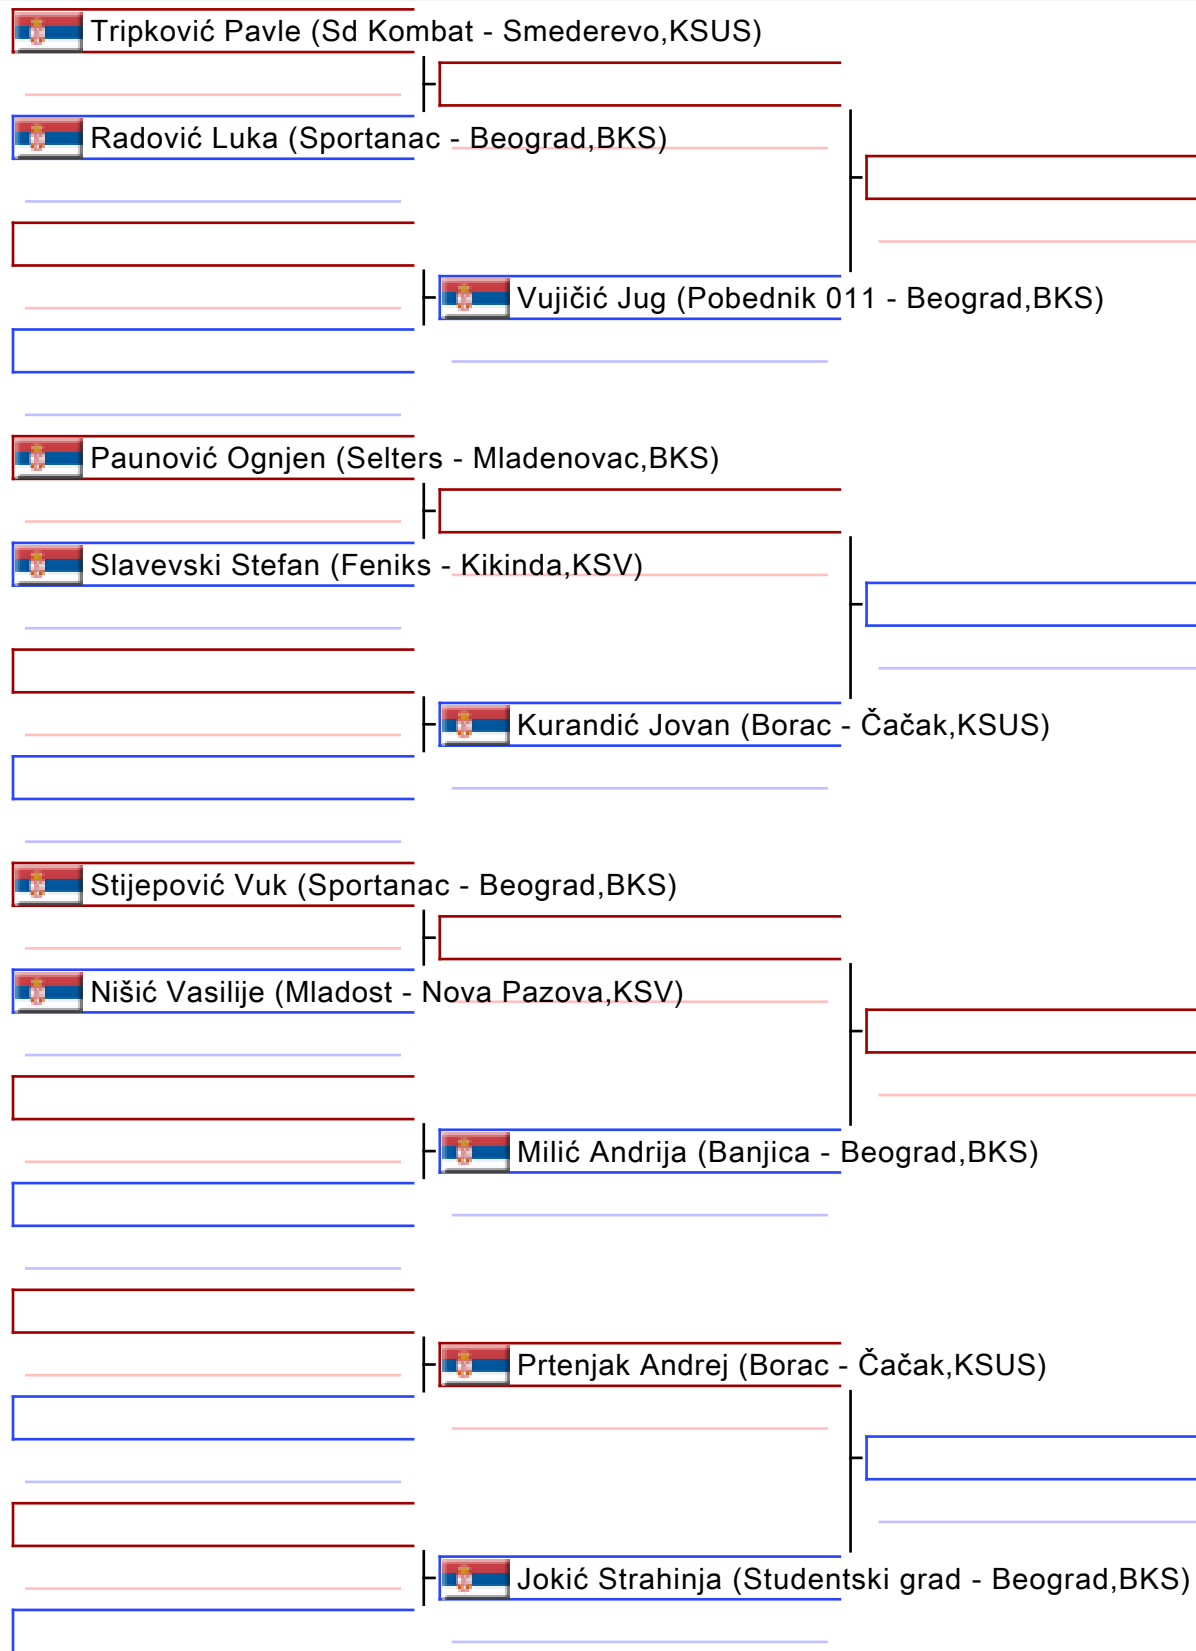 Tripković Pavle (Sd Kombat - Smederevo,KSUS)
Radović Luka (Sportanac - Beograd,BKS)
Vujičić Jug (Pobednik 011 - Beograd,BKS)
Paunović Ognjen (Selters - Mladenovac,BKS)
Slavevski Stefan (Feniks - Kikinda,KSV)
Kurandić Jovan (Borac - Čačak,KSUS)
Stijepović Vuk (Sportanac - Beograd,BKS)
Nišić Vasilije (Mladost - Nova Pazova,KSV)
Milić Andrija (Banjica - Beograd,BKS)
Prtenjak Andrej (Borac - Čačak,KSUS)
Jokić Strahinja (Studentski grad - Beograd,BKS)